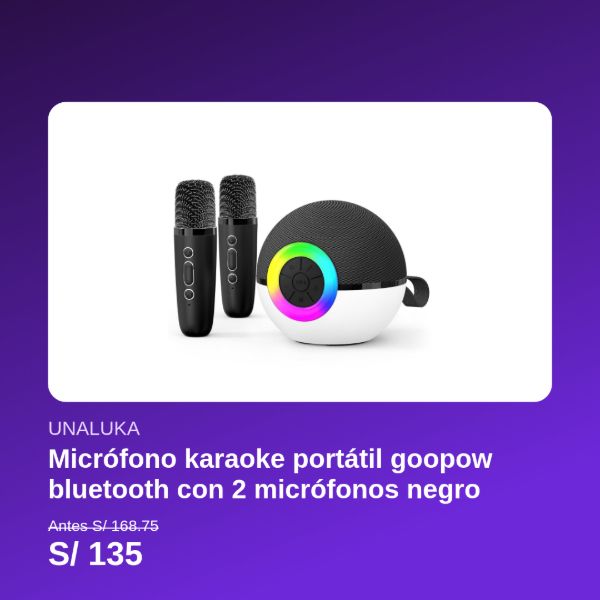 UNALUKA
Micrófono karaoke portátil goopow
bluetooth con 2 micrófonos negro
Antes S/ 168.75
S/ 135